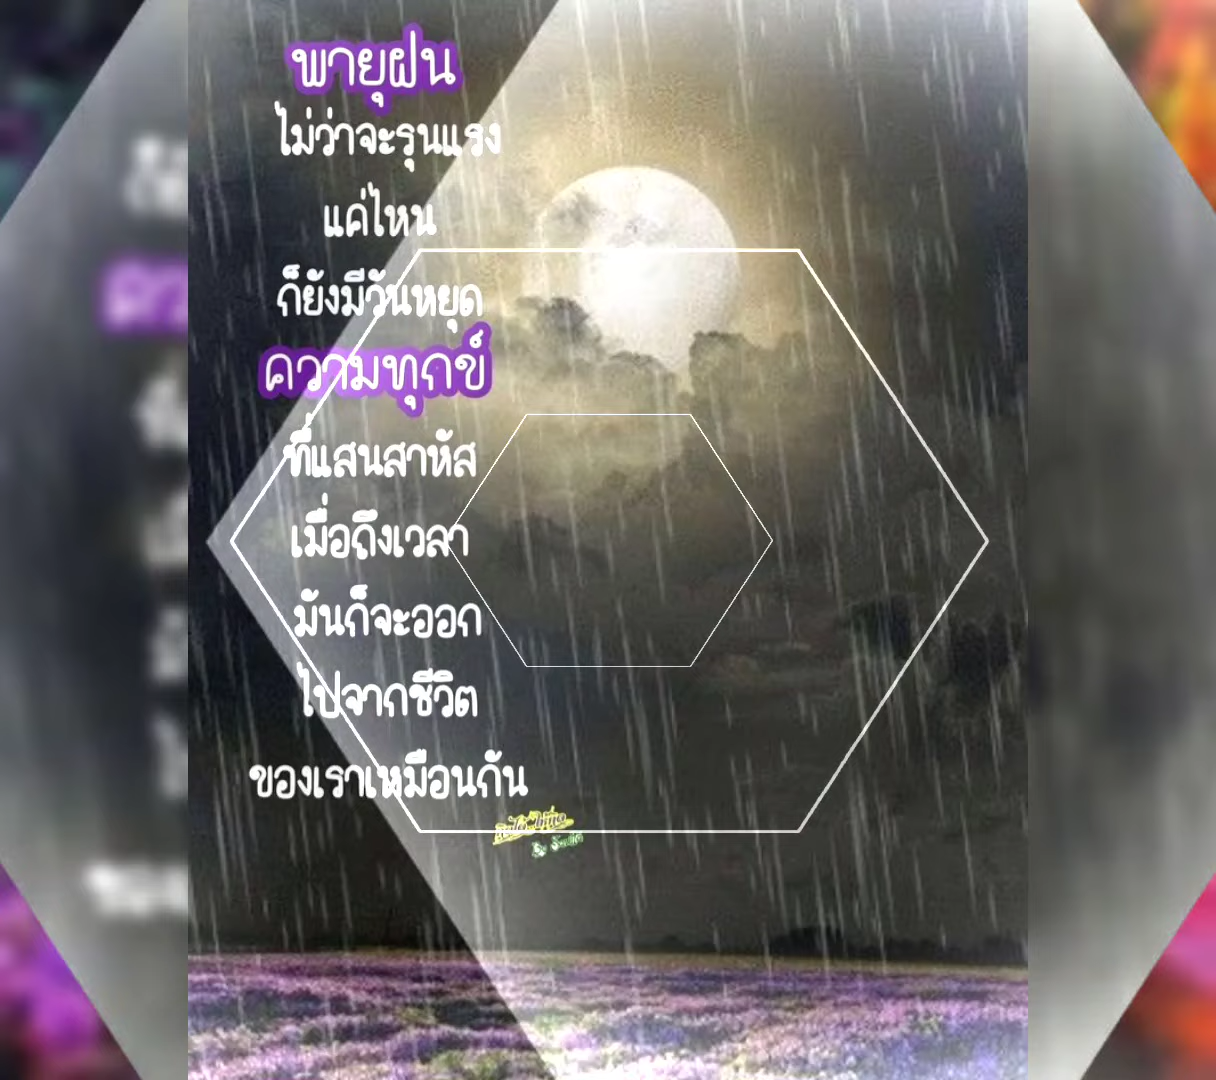 พายุฝน
ไม่ว่าจะรุนแรง
แค่ไหน
ก็ยังมีวันหยุด
ความทุกข์
ที่แสนสาหัส
เมื่อถึงเวลา
มันก็จะออก
ไปจากชีวิต
ของเราเหมือนกัน